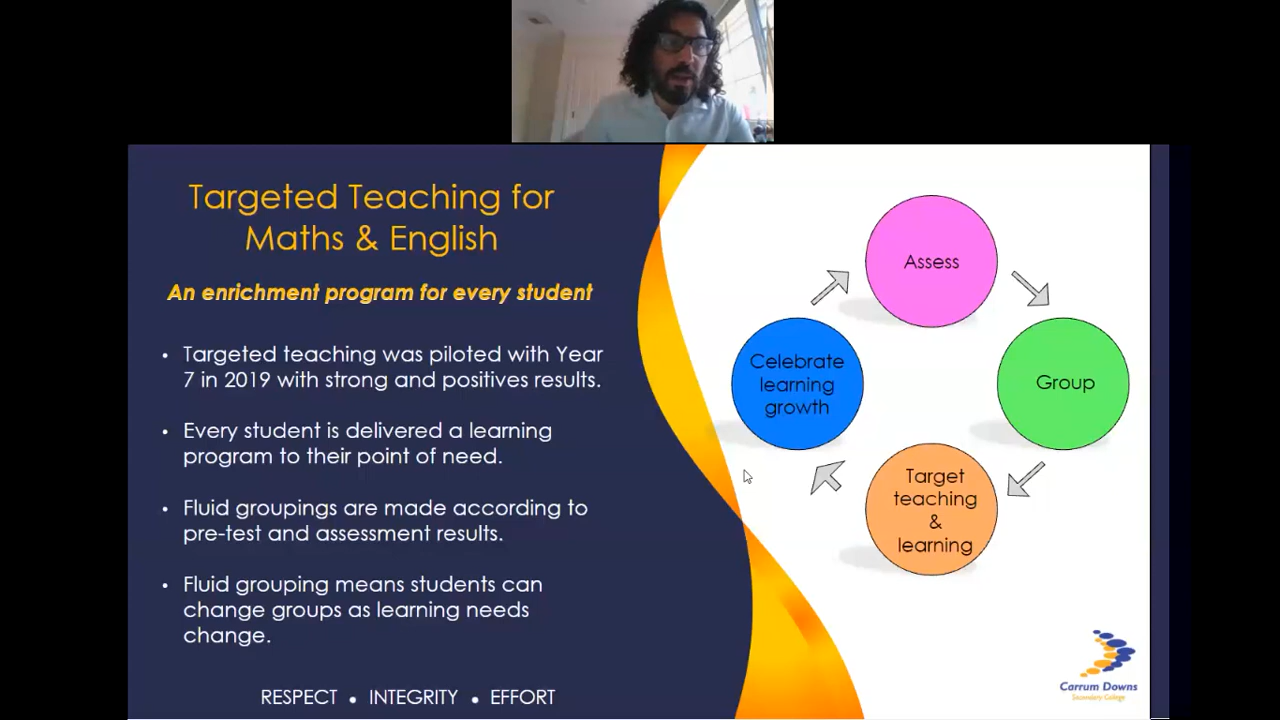 Targeted Teaching for
Maths & English
An enrichment program for every student
• Targeted teaching was piloted with Year
7 in 2019 with strong and positives results.
• Every student is delivered a learning
program to their point of need.
• Fluid groupings are made according to
pre-test and assessment results.
• Fluid grouping means students can
change groups as learning needs
change.
RESPECT • INTEGRITY • EFFORT
Assess
Group
Target
teaching
&
learning
Celebrate
learning
growth
Carrum Downs
Secondary College